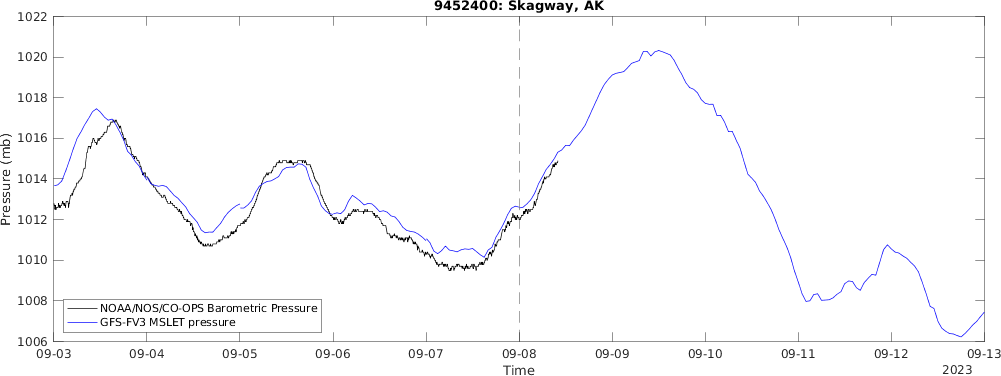 9452400: Skagway, AK
1022
1020
1018
1016
1014
1012
1010
1008
1006
Pressure (mb)
NOAA/NOS/CO-OPS Barometric Pressure
GFS-FV3 MSLET pressure
09-03 09-04 09-05 09-06 09-07 09-08 09-09 09-10 09-11 09-12 09-13
Time
2023